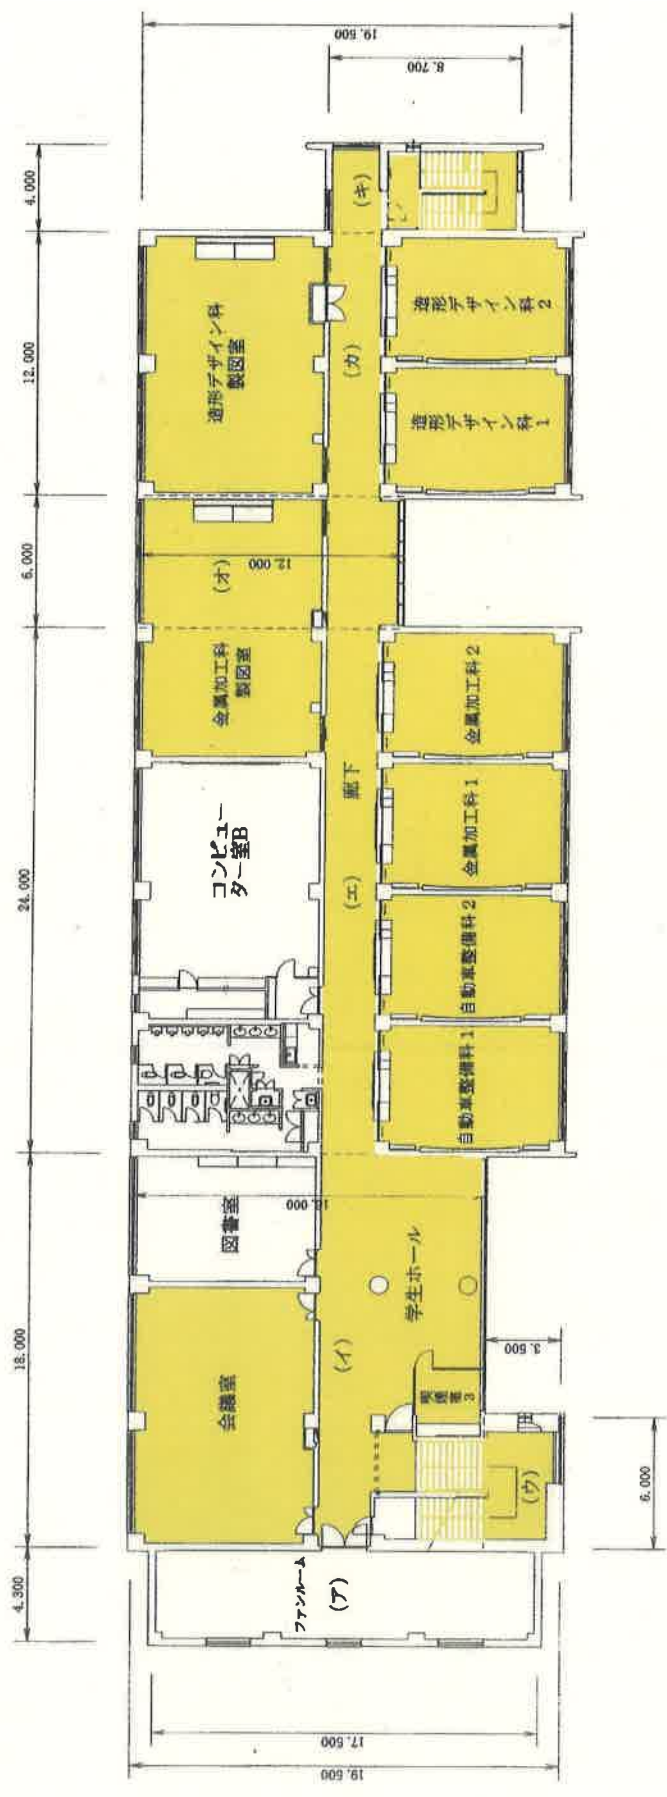 19.500
8.700
4.000
12.000
6.000
24.000
18.000
4.300
造形デザイン科
製図室
(カ)
(キ)
造形デザイン科2
造形デザイン科1
(オ)
12.000
金属加工科
製図室
金属加工科2
廊下
コンピュー
ター室B
(エ)
金属加工科1
自動車整備科2
自動車整備科1
図書室
16.000
学生ホール
(イ)
会議室
3.500
(ウ)
6.000
ファンルーム
(ア)
17.500
19.500